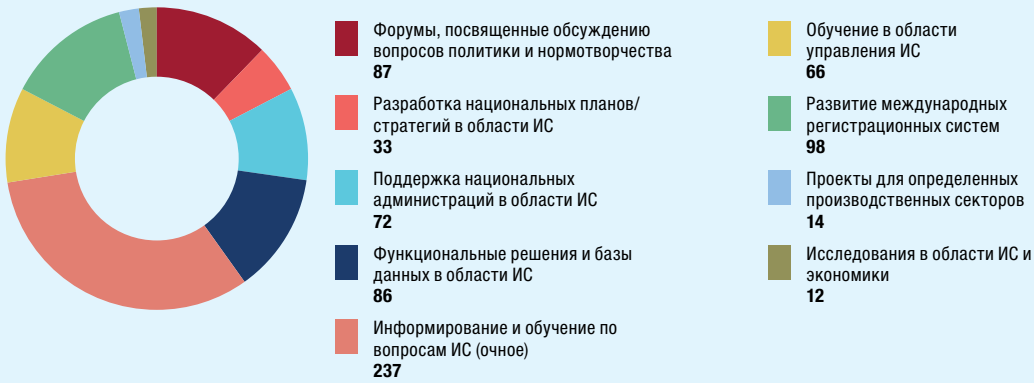 Форумы, посвященные обсуждению
вопросов политики и нормотворчества
87
Разработка национальных планов/
стратегий в области ИС
33
Поддержка национальных
администраций в области ИС
72
Функциональные решения и базы
данных в области ИС
86
Информирование и обучение по
вопросам ИС (очное)
237
Обучение в области
управления ИС
66
Развитие международных
регистрационных систем
98
Проекты для определенных
производственных секторов
14
Исследования в области ИС и
экономики
12